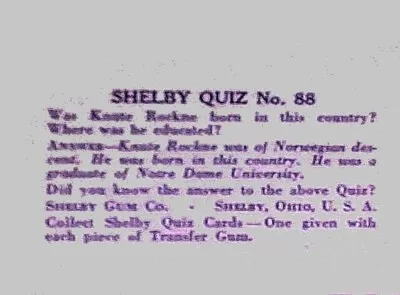 SHELBY QUIZ No. 88
Was Knute Rockne born in this country?
Where was he educated?
ANSWER—Knute Rockne was of Norwegian des-
cent. He was born in this country. He was a
graduate of Notre Dame University.
Did you know the answer to the above Quiz?
SHELBY GUM CO. - SHELBY, OHIO, U. S. A.
Collect Shelby Quiz Cards—One given with
each piece of Transfer Gum.